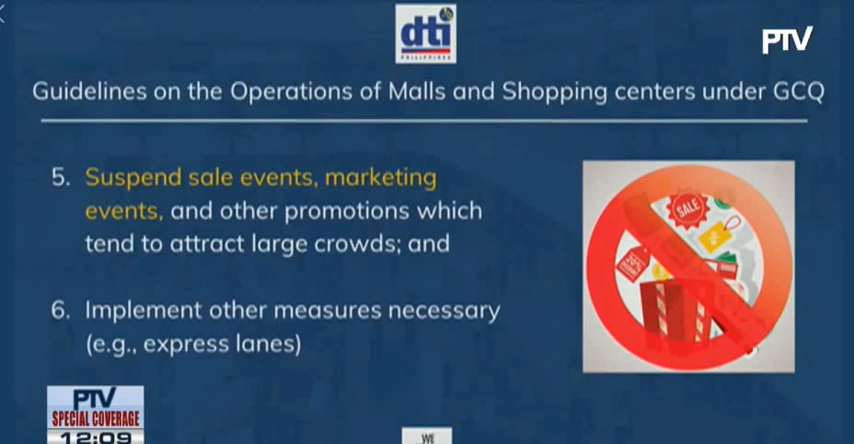 dti
PHILIPPINES
PTV
Guidelines on the Operations of Malls and Shopping centers under GCQ
5. Suspend sale events, marketing
events, and other promotions which
tend to attract large crowds; and
SALE
20%
6. Implement other measures necessary
(e.g., express lanes)
PTV
SPECIAL COVERAGE
12:09
WE